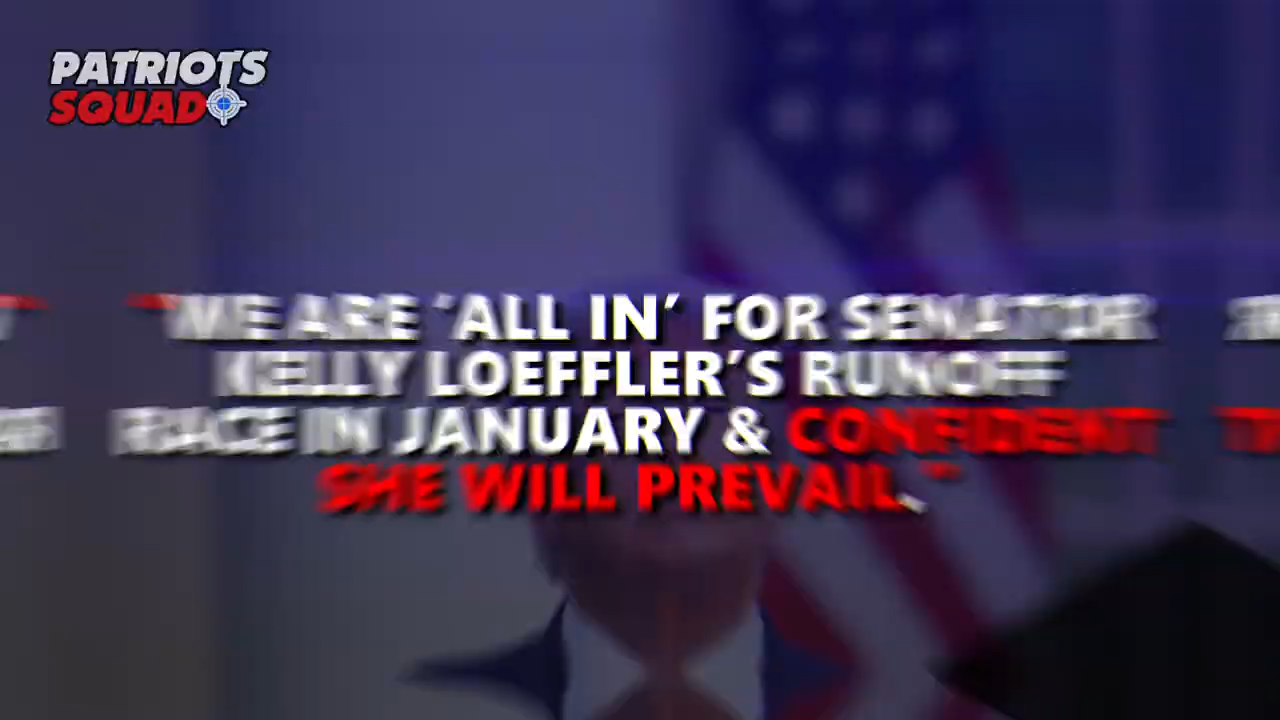 PATRIOTS
SQUAD
"WE ARE 'ALL IN' FOR SENATOR
KELLY LOEFFLER'S RUNOFF
RACE IN JANUARY & CONFIDENT
SHE WILL PREVAIL."